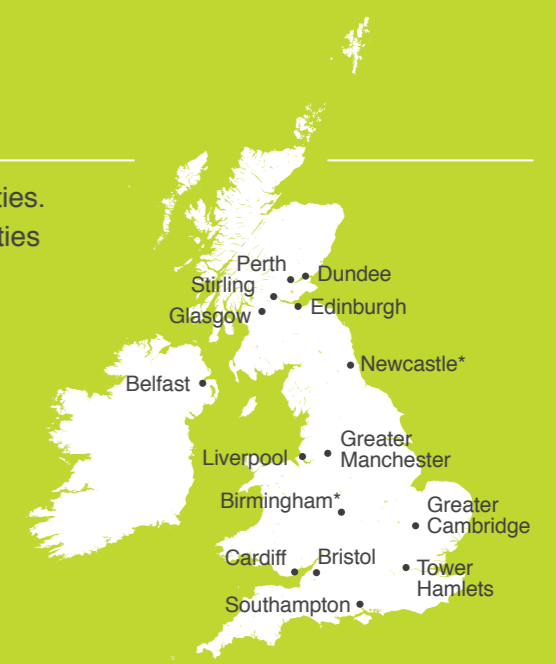 ties.
ties
Perth
Dundee
Stirling
Edinburgh
Glasgow
Newcastle*
Belfast
Greater
Manchester
Liverpool
Birmingham*
Greater
Cambridge
Cardiff
Bristol
Tower
Hamlets
Southampton